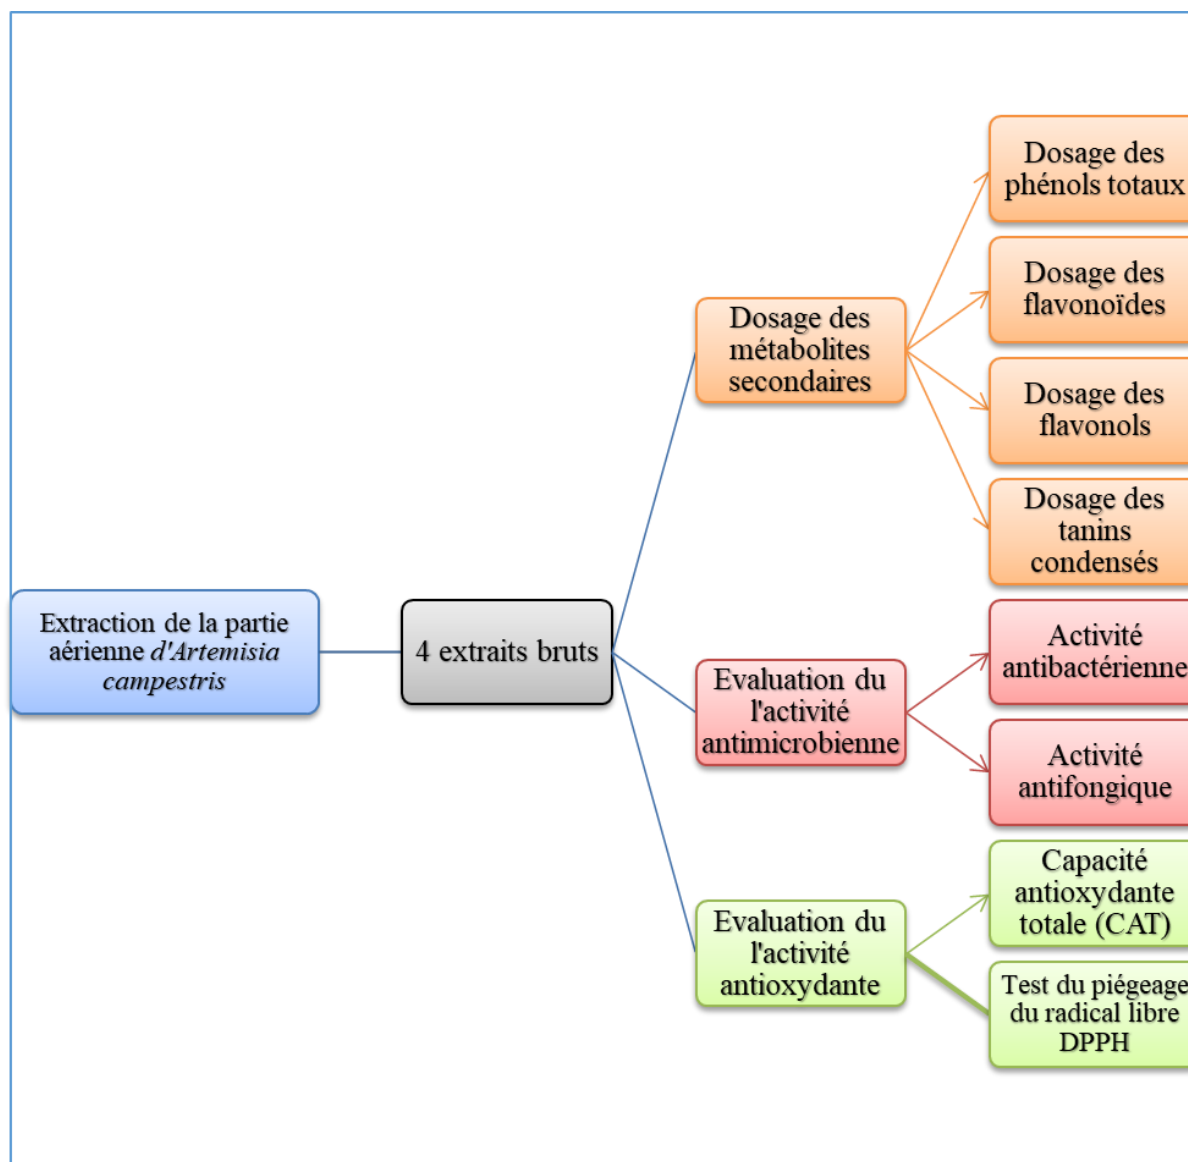 Extraction de la partie
aérienne d'Artemisia
campestris
4 extraits bruts
Dosage des
métabolites
secondaires
Dosage des
phénols totaux
Dosage des
flavonoïdes
Dosage des
flavonols
Dosage des
tanins
condensés
Evaluation du
l'activité
antimicrobienne
Activité
antibactérienne
Activité
antifongique
Evaluation du
l'activité
antioxydante
Capacité
antioxydante
totale (CAT)
Test du piégeage
du radical libre
DPPH